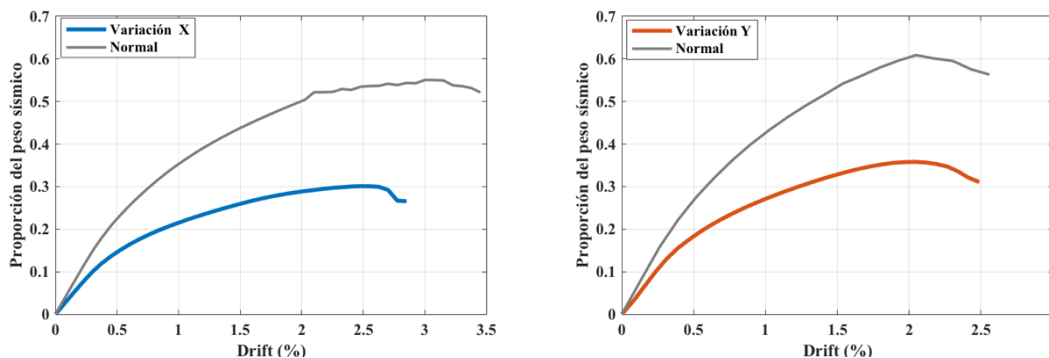 Variación X
Normal
Proporción del peso sísmico
0.7
0.6
0.5
0.4
0.3
0.2
0.1
0
0 0.5 1 1.5 2 2.5 3 3.5
Drift (%)
Variación Y
Normal
Proporción del peso sísmico
0.7
0.6
0.5
0.4
0.3
0.2
0.1
0
0 0.5 1 1.5 2 2.5
Drift (%)